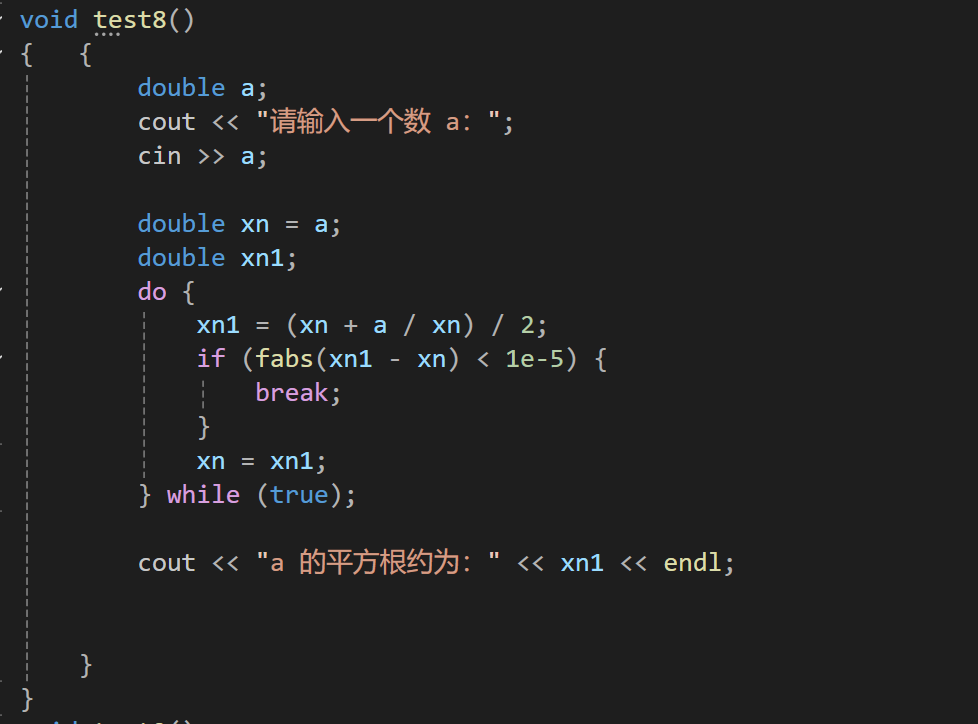 void test8()
{   {
        double a;
        cout << "请输入一个数 a：";
        cin >> a;

        double xn = a;
        double xn1;
        do {
            xn1 = (xn + a / xn) / 2;
            if (fabs(xn1 - xn) < 1e-5) {
                break;
            }
            xn = xn1;
        } while (true);

        cout << "a 的平方根约为：" << xn1 << endl;


    }
}